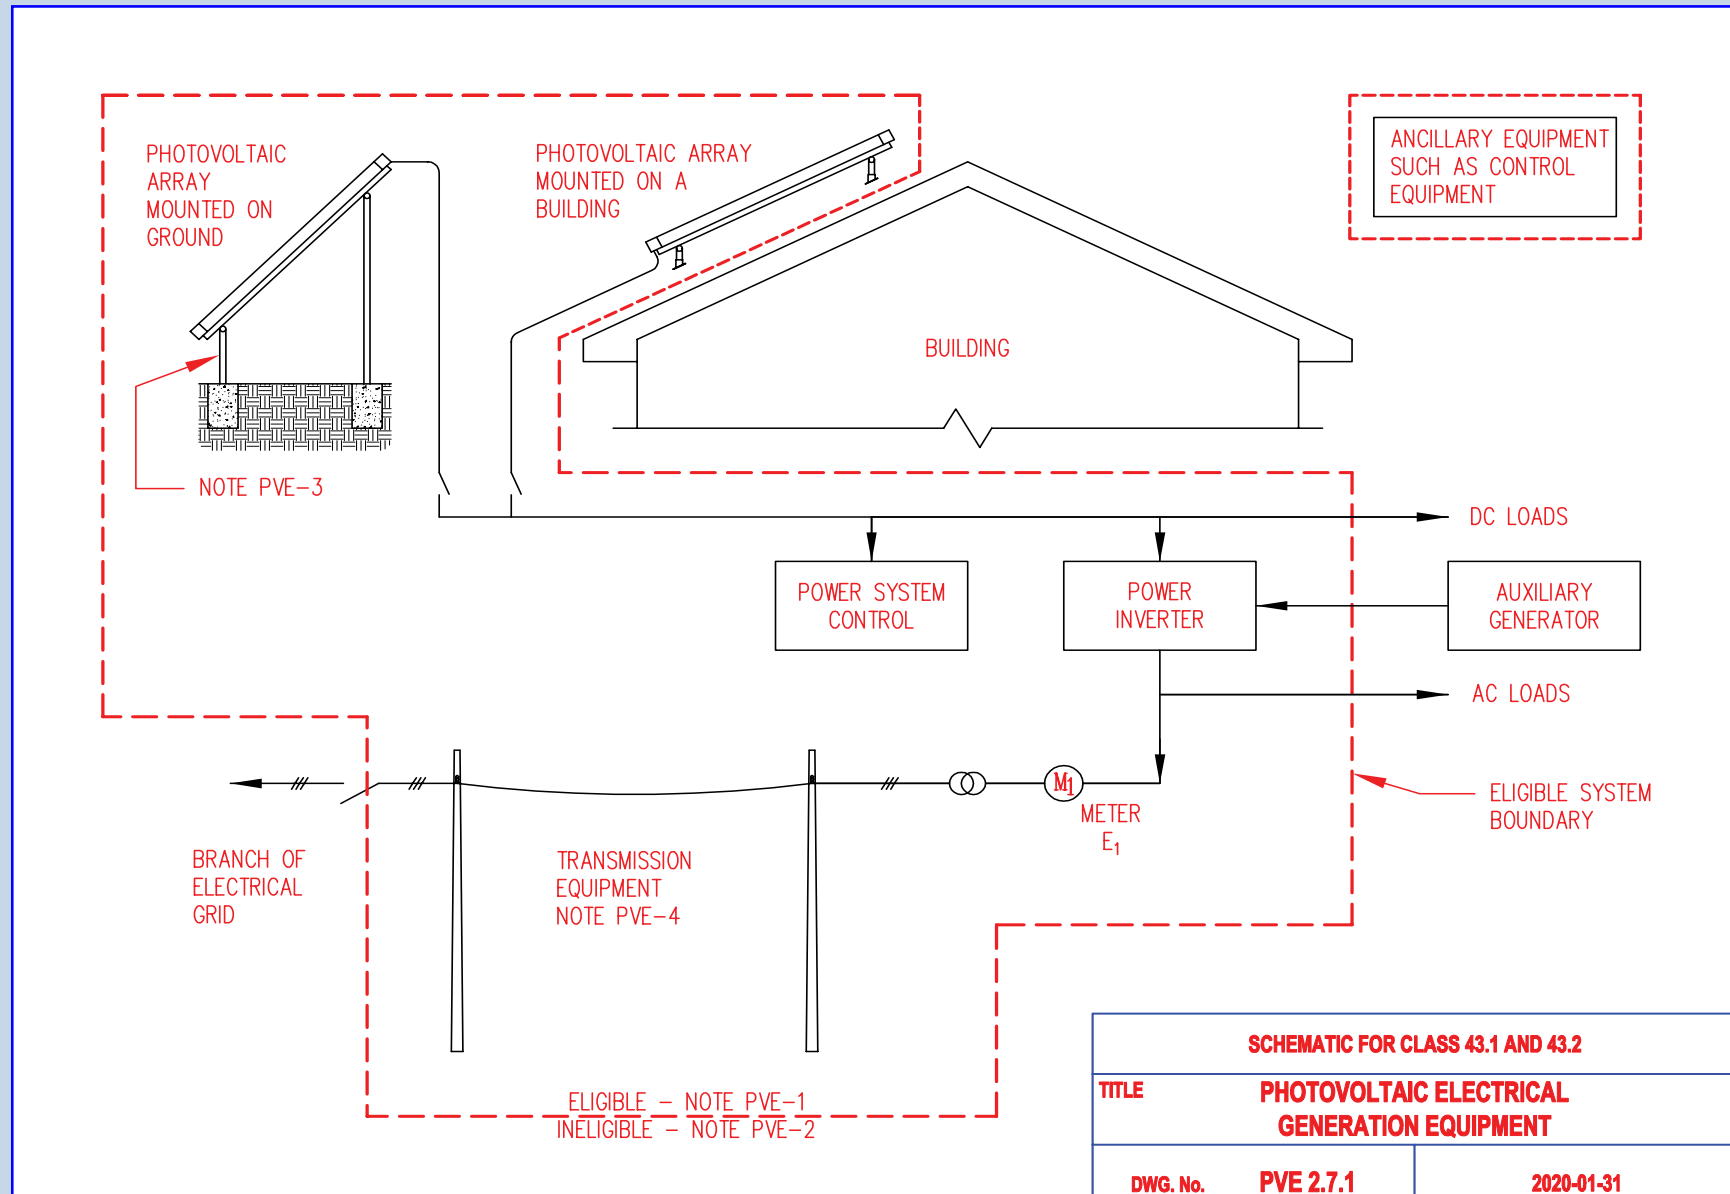 PHOTOVOLTAIC
ARRAY
MOUNTED ON
GROUND
PHOTOVOLTAIC ARRAY
MOUNTED ON A
BUILDING
ANCILLARY EQUIPMENT
SUCH AS CONTROL
EQUIPMENT
BUILDING
NOTE PVE-3
DC LOADS
POWER SYSTEM
CONTROL
POWER
INVERTER
AUXILIARY
GENERATOR
AC LOADS
M1
METER
E1
ELIGIBLE SYSTEM
BOUNDARY
BRANCH OF
ELECTRICAL
GRID
TRANSMISSION
EQUIPMENT
NOTE PVE-4
ELIGIBLE - NOTE PVE-1
INELIGIBLE - NOTE PVE-2
SCHEMATIC FOR CLASS 43.1 AND 43.2
TITLE
PHOTOVOLTAIC ELECTRICAL
GENERATION EQUIPMENT
DWG. No. PVE 2.7.1
2020-01-31